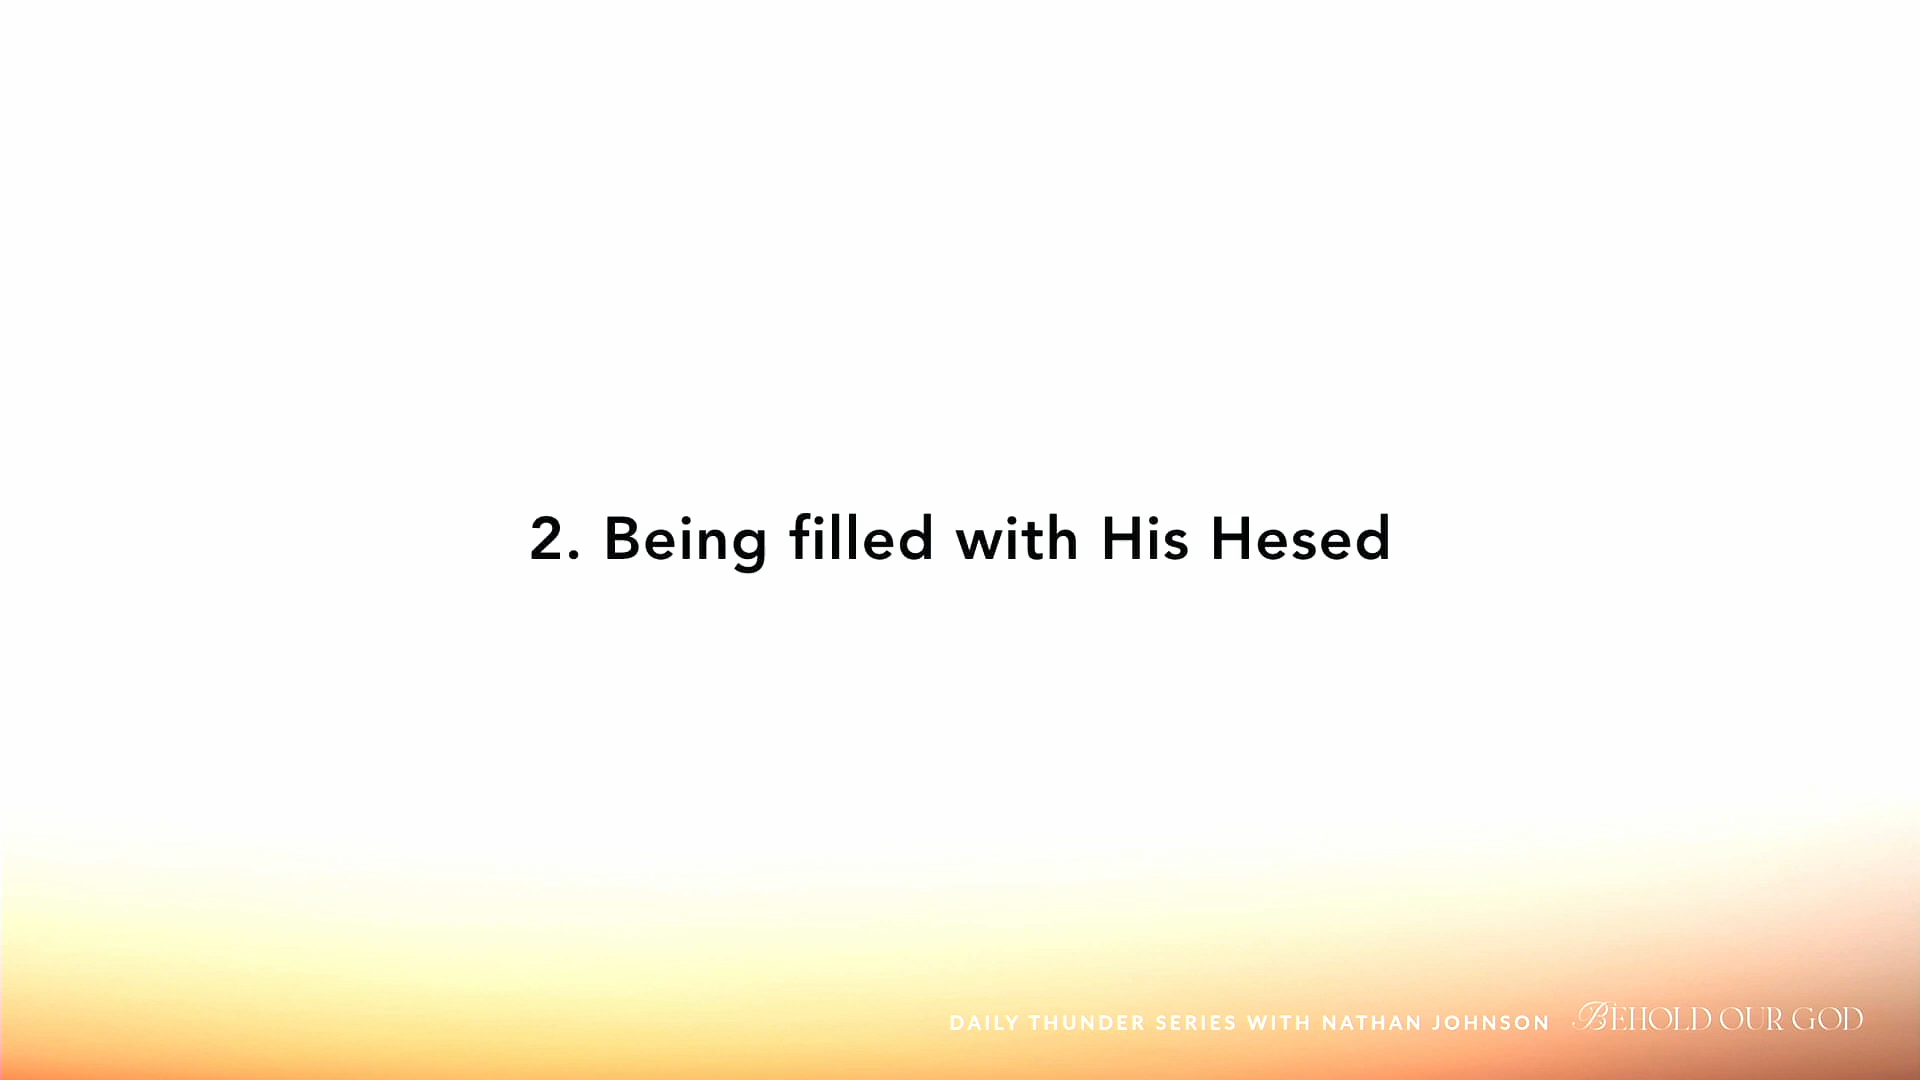 2. Being filled with His Hesed
DAILY THUNDER SERIES WITH NATHAN JOHNSON BEHOLD OUR GOD